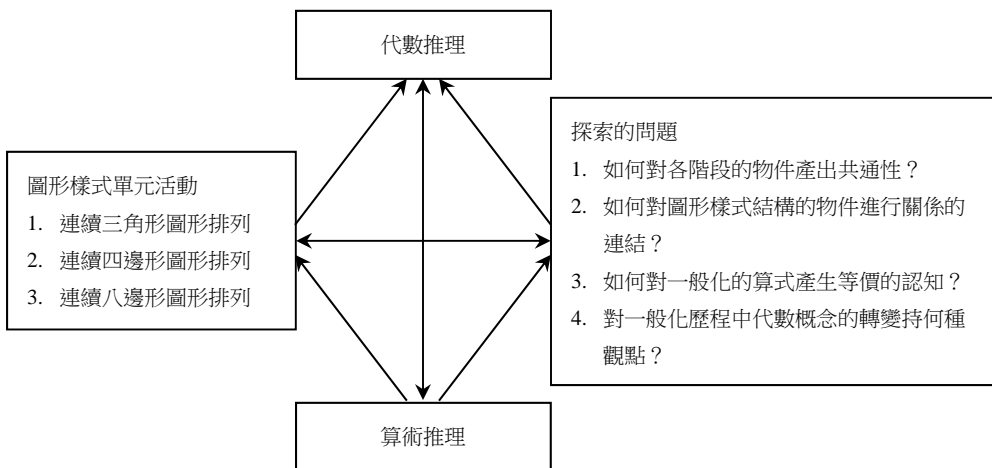 代數推理
圖形樣式單元活動
1. 連續三角形圖形排列
2. 連續四邊形圖形排列
3. 連續八邊形圖形排列
探索的問題
1. 如何對各階段的物件產出共通性？
2. 如何對圖形樣式結構的物件進行關係的
連結？
3. 如何對一般化的算式產生等價的認知？
4. 對一般化歷程中代數概念的轉變持何種
觀點？
算術推理